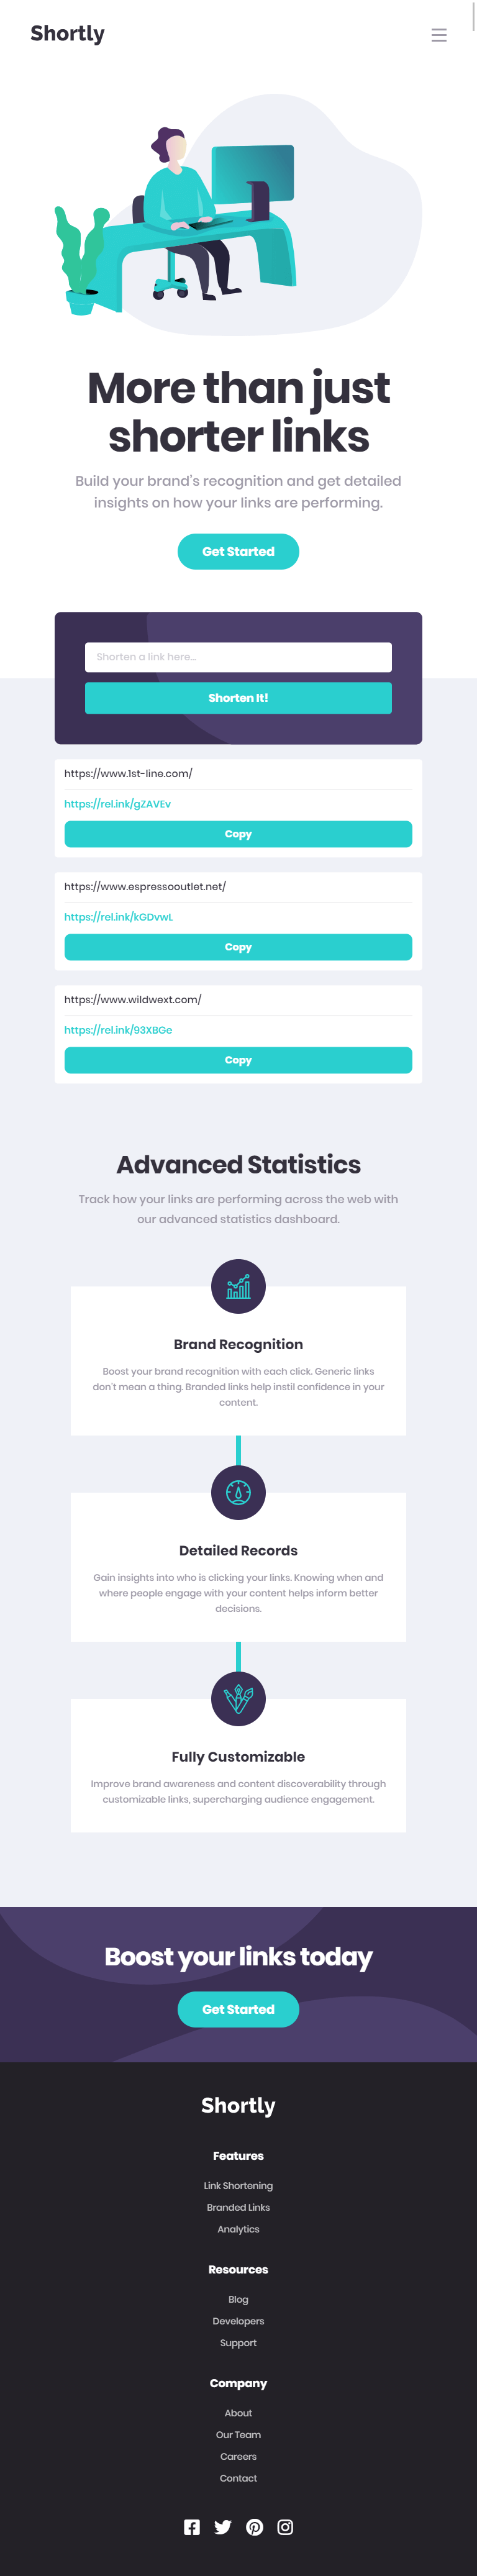 Shortly
More than just
shorter links
Build your brand's recognition and get detailed
insights on how your links are performing.
Get Started
Shorten a link here...
Shorten It!
https://www.1st-line.com/
https://rel.ink/gZAVEv
Copy
https://www.espressooutlet.net/
https://rel.ink/kGDvwL
Copy
https://www.wildwext.com/
https://rel.ink/93XBGe
Copy
Advanced Statistics
Track how your links are performing across the web with
our advanced statistics dashboard.
Brand Recognition
Boost your brand recognition with each click. Generic links
don't mean a thing. Branded links help instil confidence in your
content.
Detailed Records
Gain insights into who is clicking your links. Knowing when and
where people engage with your content helps inform better
decisions.
Fully Customizable
Improve brand awareness and content discoverability through
customizable links, supercharging audience engagement.
Boost your links today
Get Started
Shortly
Features
Link Shortening
Branded Links
Analytics
Resources
Blog
Developers
Support
Company
About
Our Team
Careers
Contact